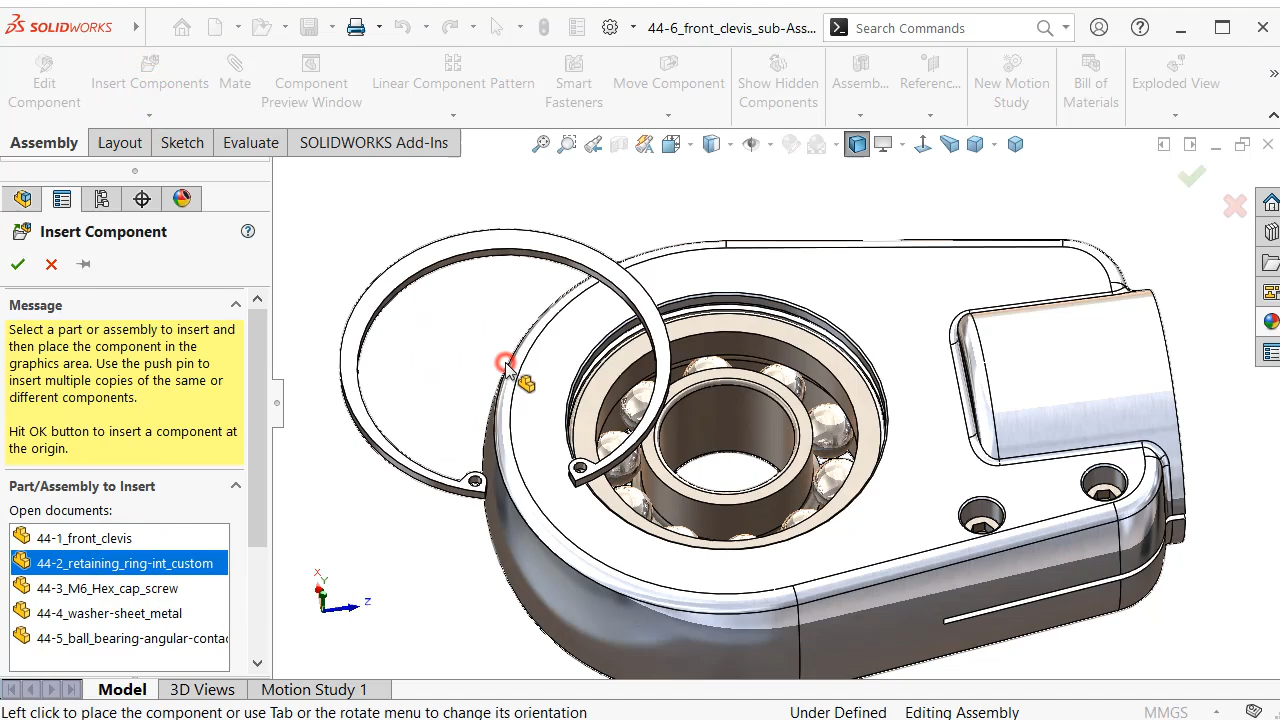 SOLIDWORKS
44-6_front_clevis_sub-Ass...
Search Commands
Edit
Component
Insert Components
Mate
Component
Preview Window
Linear Component Pattern
Smart
Fasteners
Move Component
Show Hidden
Components
Assemb...
Referenc...
New Motion
Study
Bill of
Materials
Exploded View
Assembly
Layout
Sketch
Evaluate
SOLIDWORKS Add-Ins
Insert Component
Message
Select a part or assembly to insert and
then place the component in the
graphics area. Use the push pin to
insert multiple copies of the same or
different components.
Hit OK button to insert a component at
the origin.
Part/Assembly to Insert
Open documents:
44-1_front_clevis
44-2_retaining_ring-int_custom
44-3_M6_Hex_cap_screw
44-4_washer-sheet_metal
44-5_ball_bearing-angular-contac
X
Y
Z
Model
3D Views
Motion Study 1
Left click to place the component or use Tab or the rotate menu to change its orientation
Under Defined
Editing Assembly
MMGS